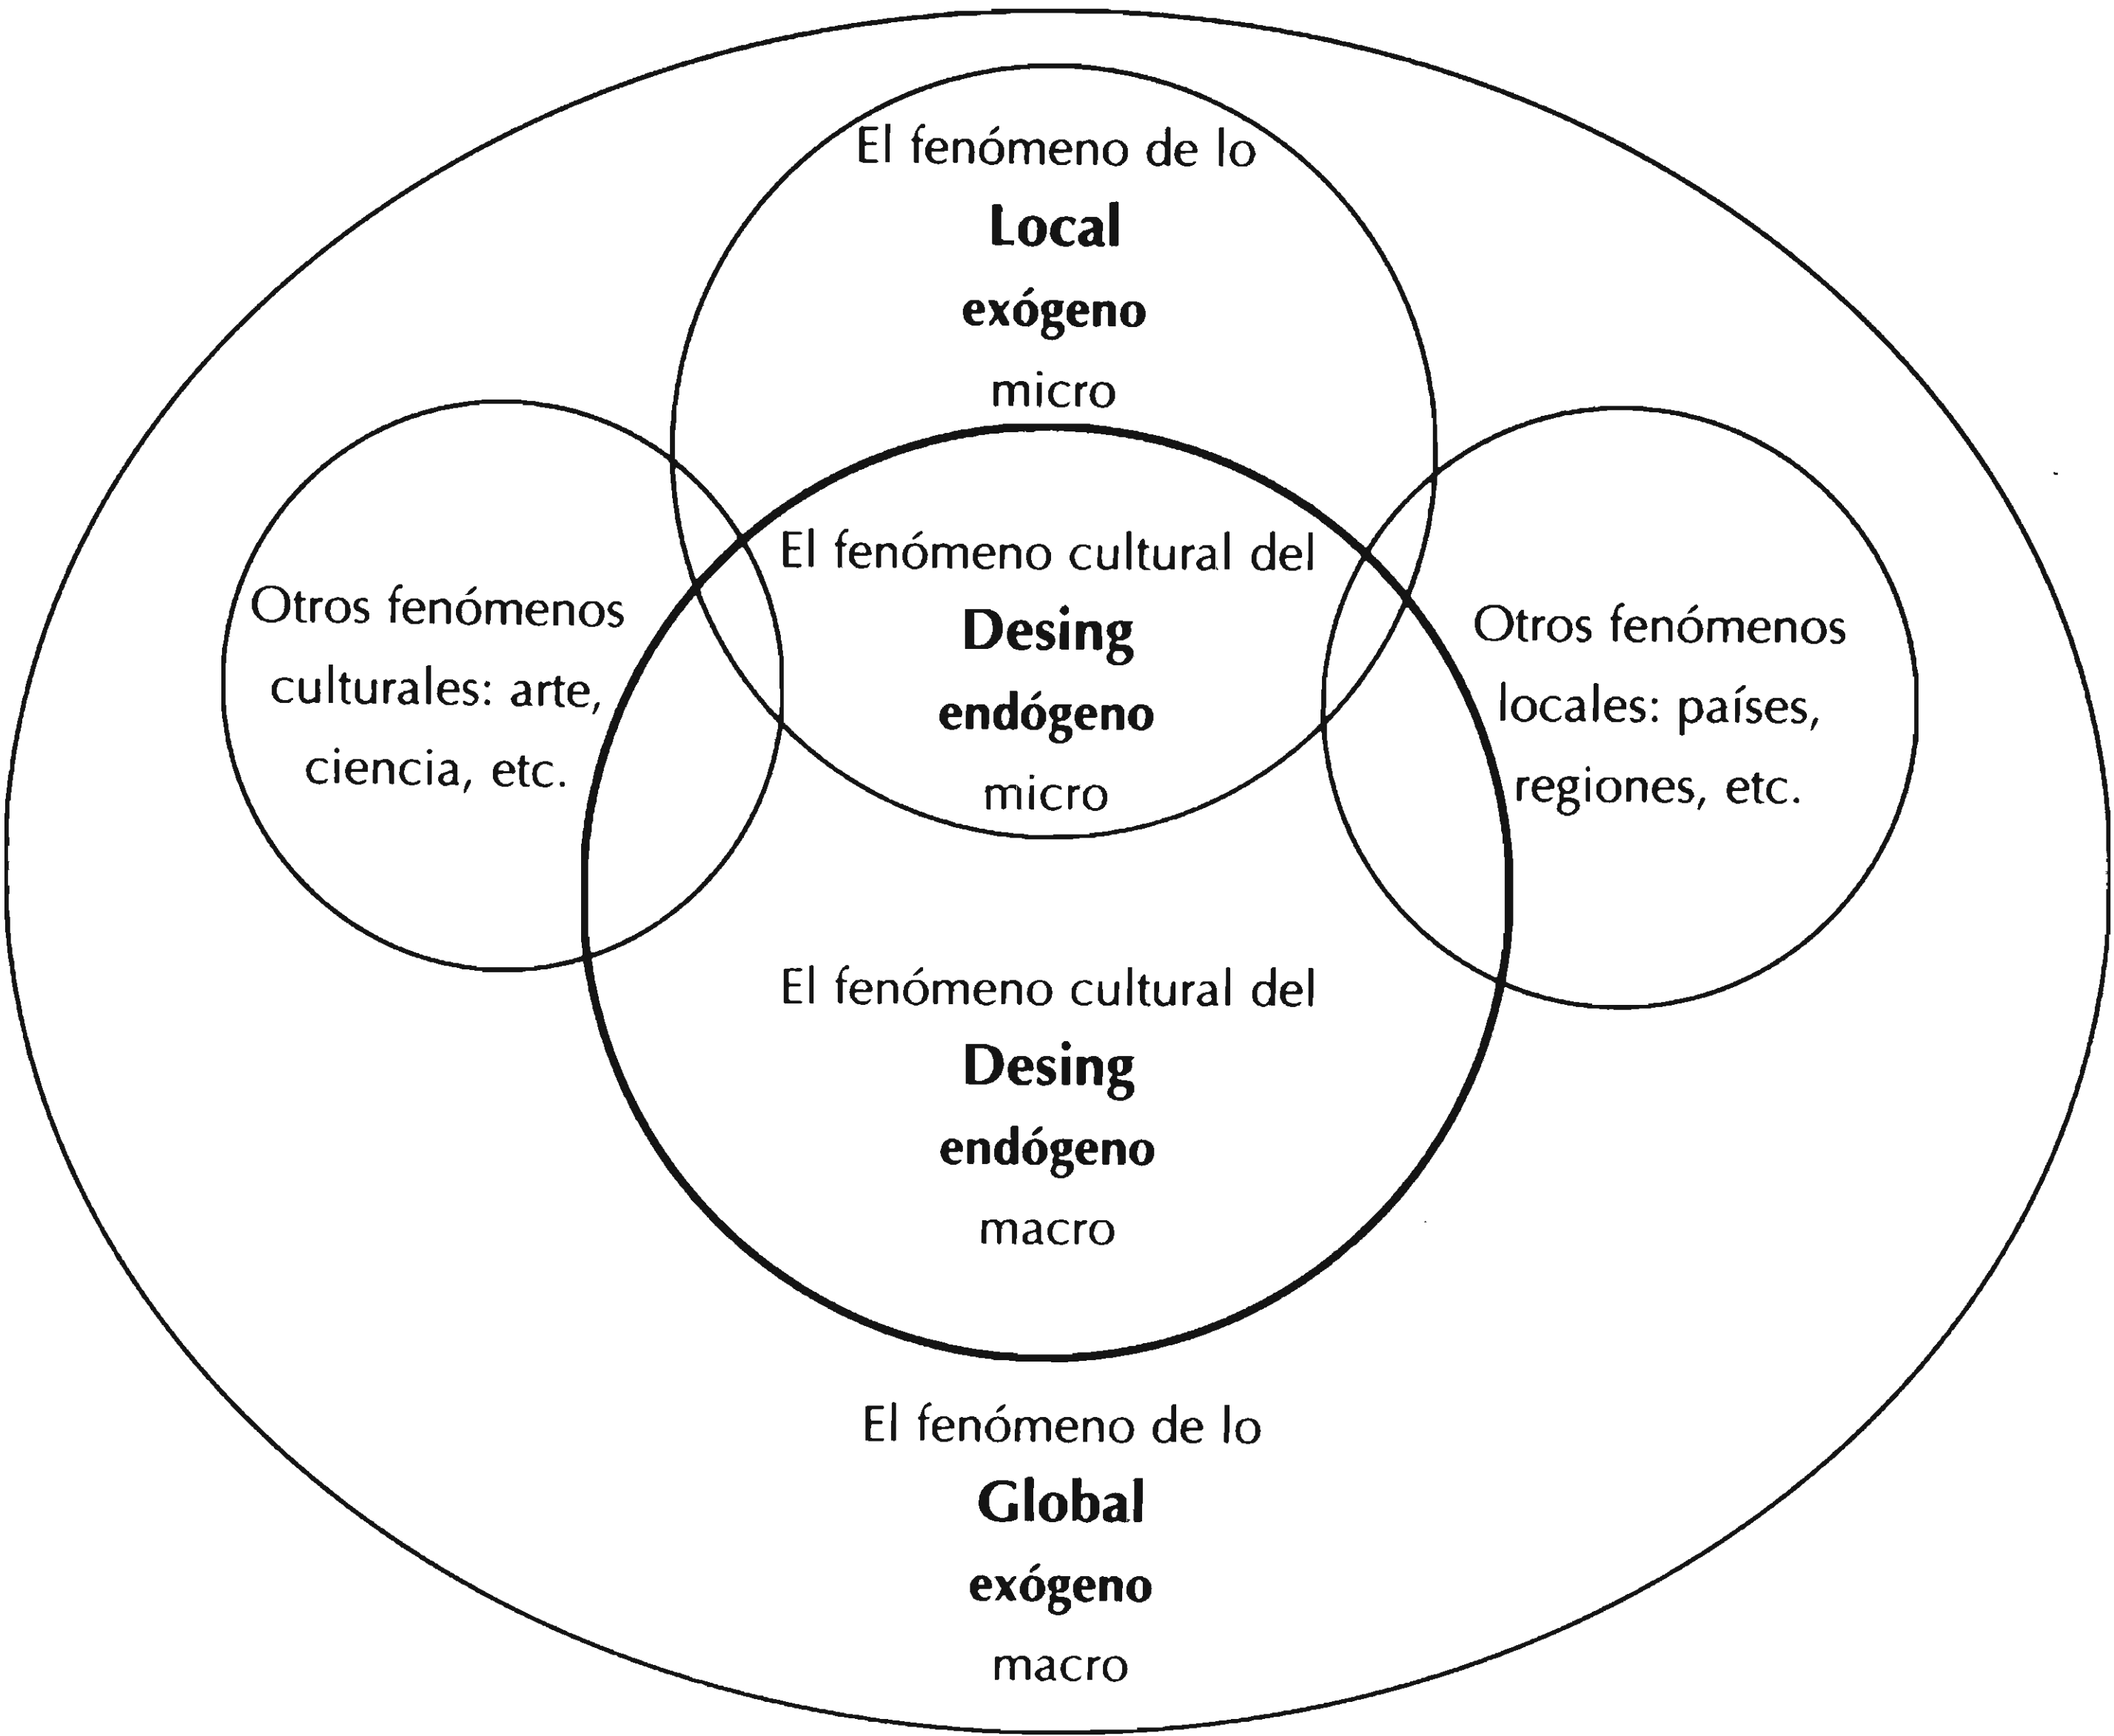 El fenómeno de lo
Local
exógeno
micro
El fenómeno cultural del
Desing
endógeno
micro
Otros fenómenos
culturales: arte,
ciencia, etc.
Otros fenómenos
locales: países,
regiones, etc.
El fenómeno cultural del
Desing
endógeno
macro
El fenómeno de lo
Global
exógeno
macro